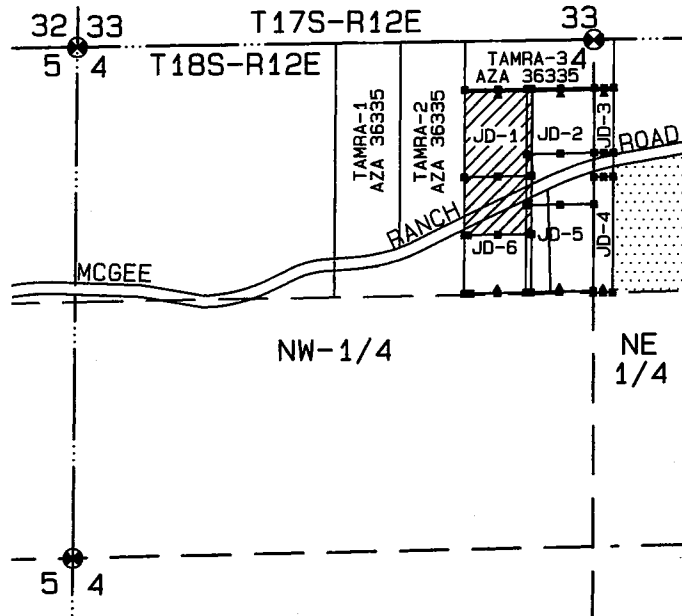 32 33
T17S-R12E
33
5 4
T18S-R12E
4
TAMRA-3
AZA 36335
TAMRA-1
AZA 36335
TAMRA-2
AZA 36335
JD-1
JD-2
JD-3
ROAD
RANCH
JD-6
JD-5
JD-4
MCGEE
NW-1/4
NE
1/4
5 4